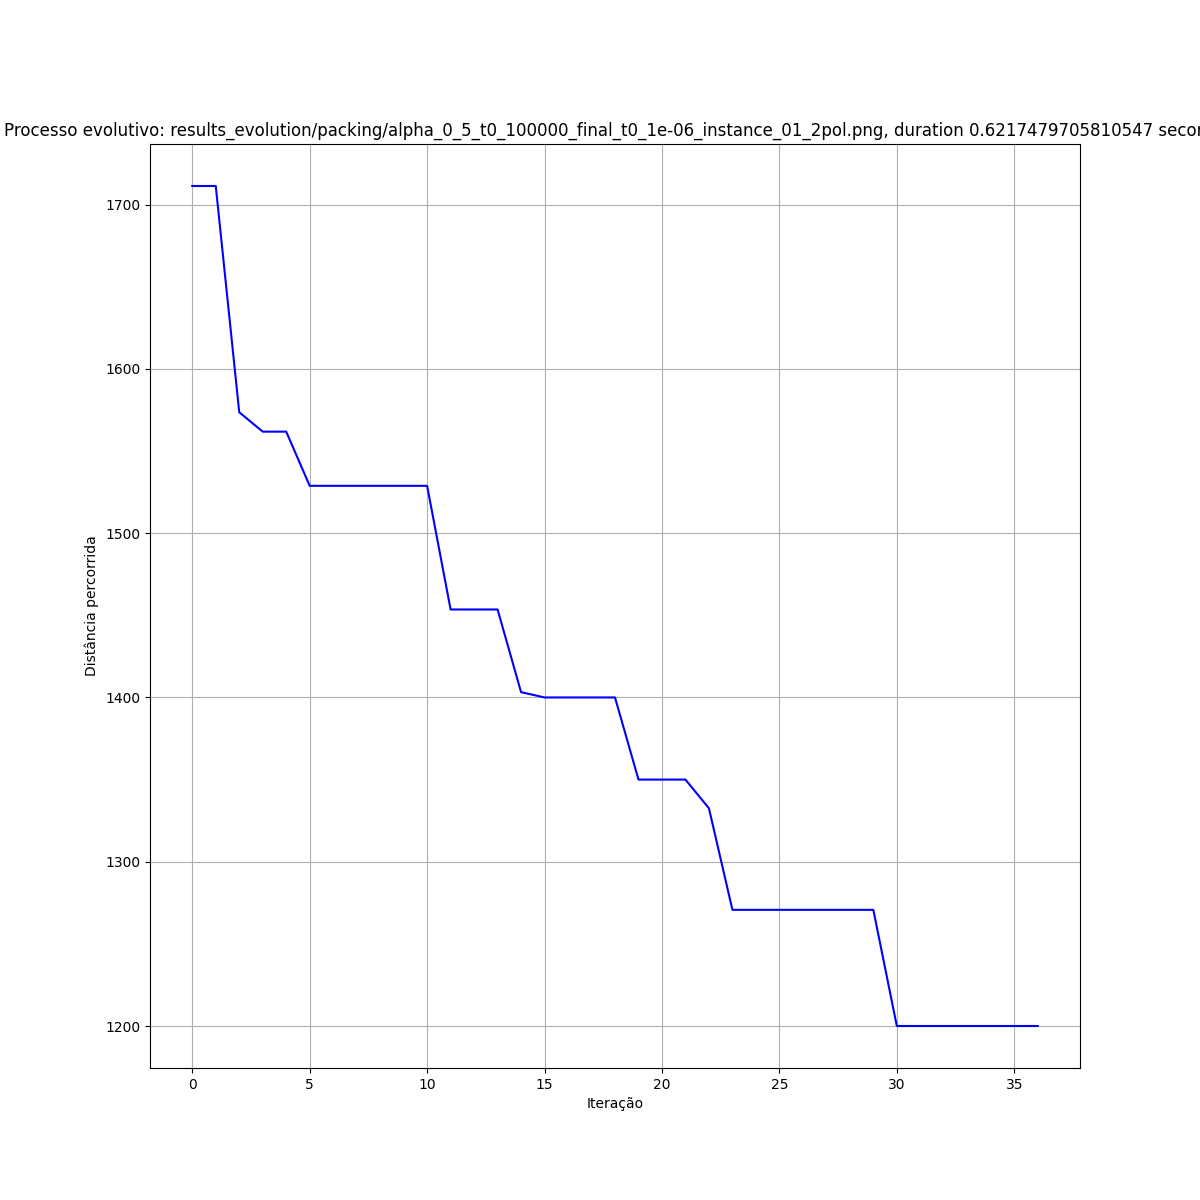 Processo evolutivo: results_evolution/packing/alpha_0_5_t0_100000_final_t0_1e-06_instance_01_2pol.png, duration 0.6217479705810547
1700
1600
1500
1400
1300
1200
Distância percorrida
0 5 10 15 20 25 30 35
Iteração